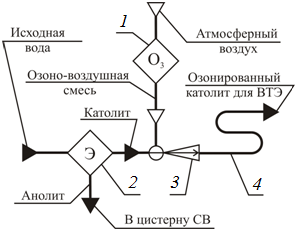 1
Исходная
вода
Атмосферный
воздух
О3
Озоно-воздушная
смесь
Озонированный
католит для ВТЭ
Католит
Э
Анолит
2
3
4
В цистерну СВ